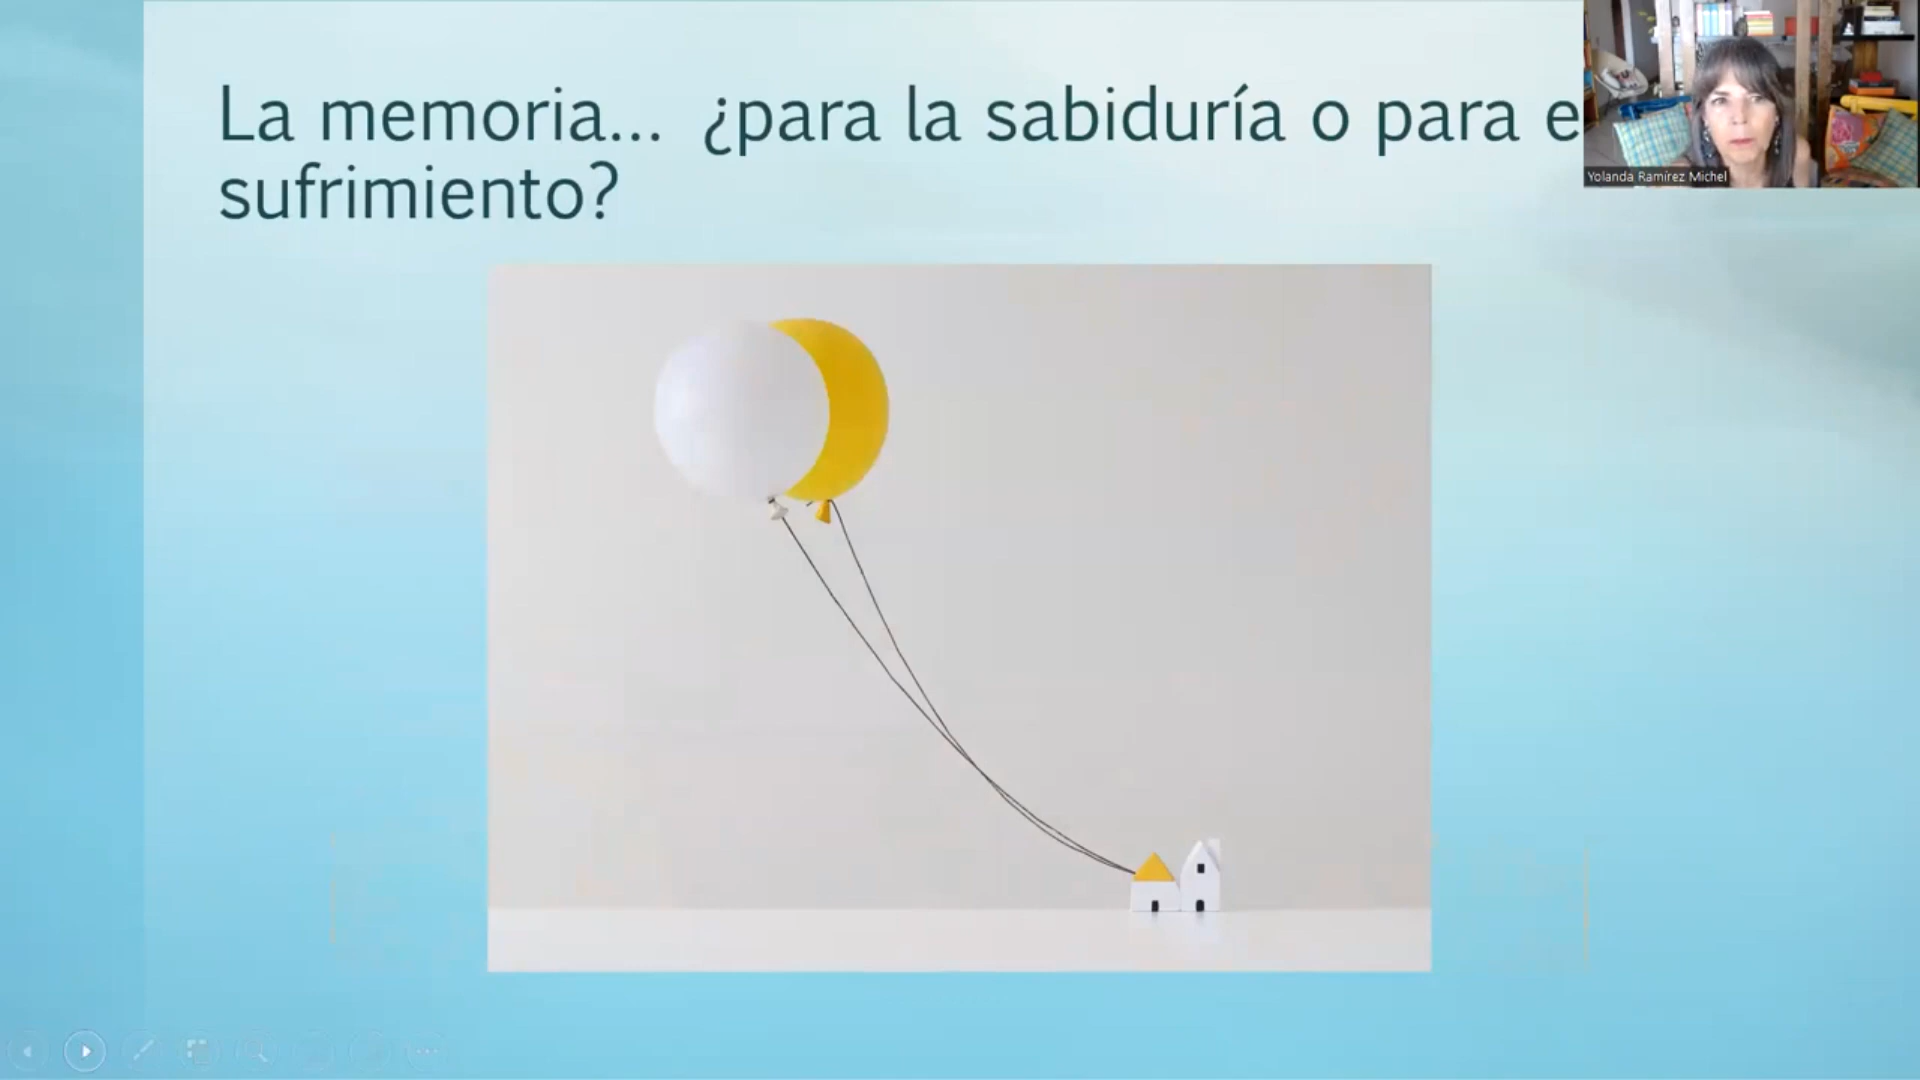 La memoria... ¿para la sabiduría o para e
sufrimiento?
Yolanda Ramírez Michel